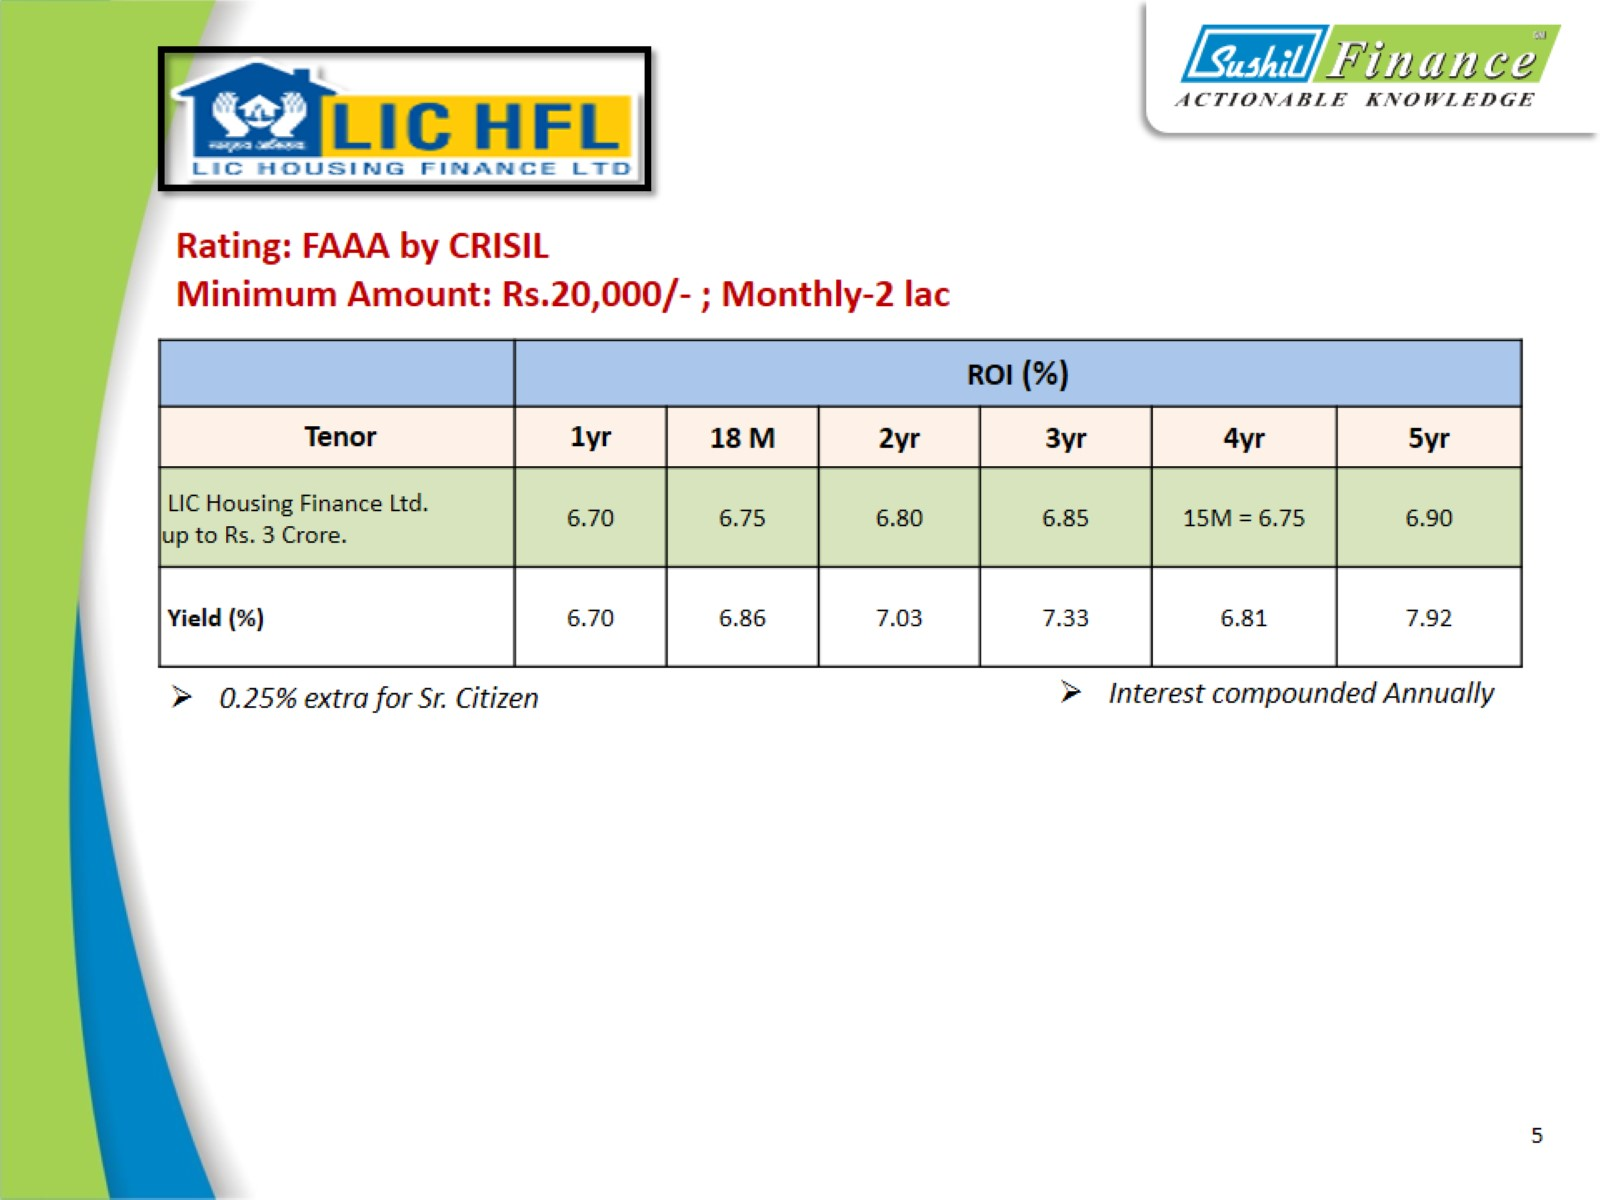 LIC HFL
LIC HOUSING FINANCE LTD
Sushil Finance
ACTIONABLE KNOWLEDGE
Rating: FAAA by CRISIL
Minimum Amount: Rs.20,000/- ; Monthly-2 lac
ROI (%)
Tenor 1yr 18 M 2yr 3yr 4yr 5yr
LIC Housing Finance Ltd.
up to Rs. 3 Crore. 6.70 6.75 6.80 6.85 15M = 6.75 6.90
Yield (%) 6.70 6.86 7.03 7.33 6.81 7.92
➢ 0.25% extra for Sr. Citizen
➢ Interest compounded Annually
5